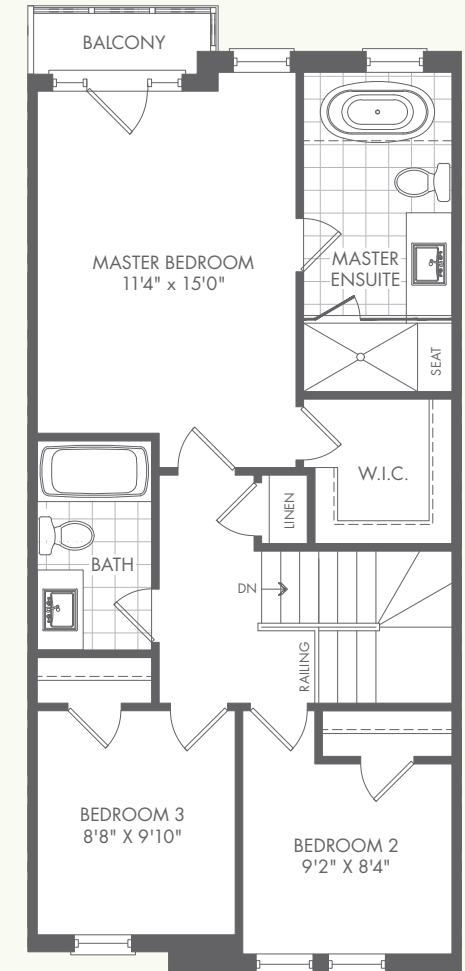 BALCONY
MASTER BEDROOM
11'4" x 15'0"
MASTER
ENSUITE
SEAT
W.I.C.
LINEN
BATH
DN
RAILING
BEDROOM 3
8'8" X 9'10"
BEDROOM 2
9'2" X 8'4"